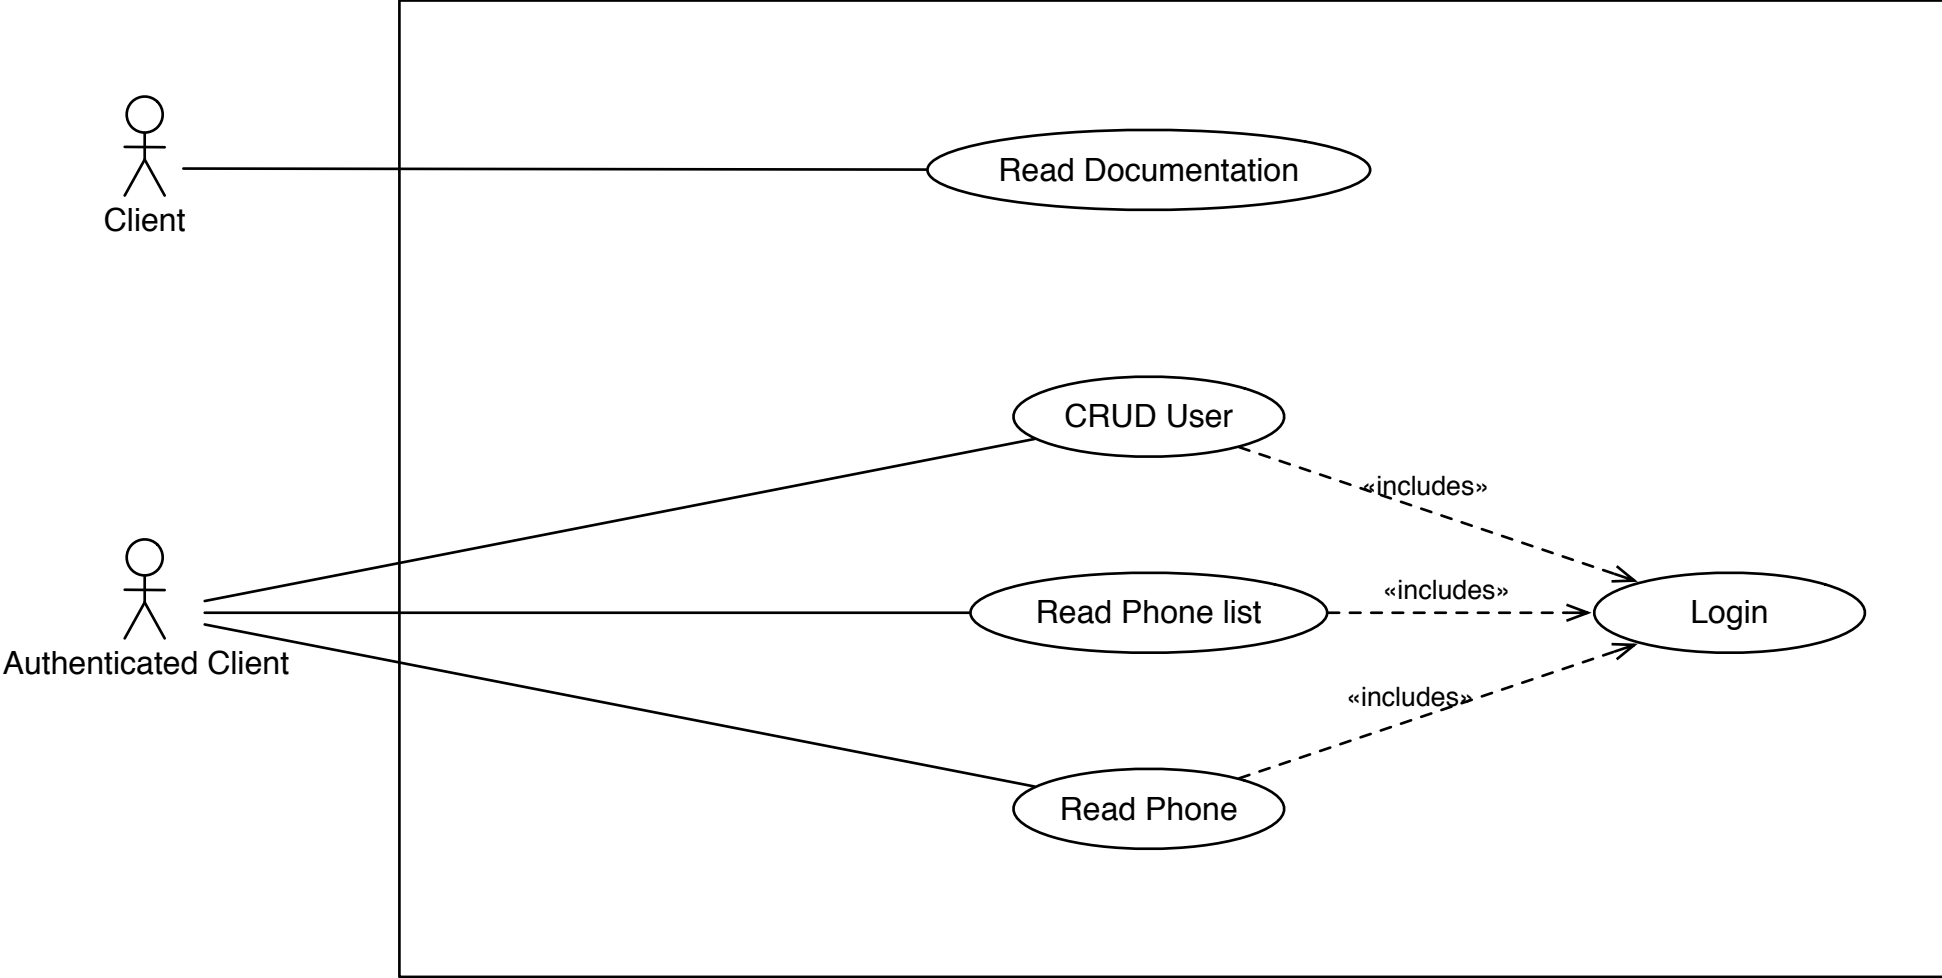 Read Documentation
Client
CRUD User
«includes»
«includes»
Read Phone list
Login
Authenticated Client
«includes»
Read Phone